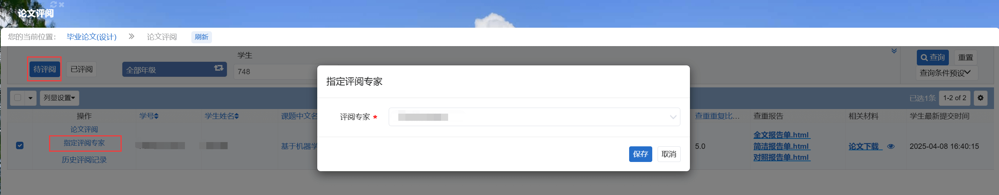 论文评阅
您的当前位置： 毕业论文(设计) 论文评阅 刷新
学生
待评阅 已评阅 全部年级 748
查询 重置
查询条件预设
指定评阅专家
评阅专家 *
保存 取消
列显设置 已选1条 1-2 of 2
操作 学号 学生姓名 课题中文名 查重重复比... 查重报告 相关材料 学生最新提交时间
论文评阅
指定评阅专家
历史评阅记录
基于机器学
5.0
全文报告单.html
简洁报告单.html
对照报告单.html
论文下载
2025-04-08 16:40:15